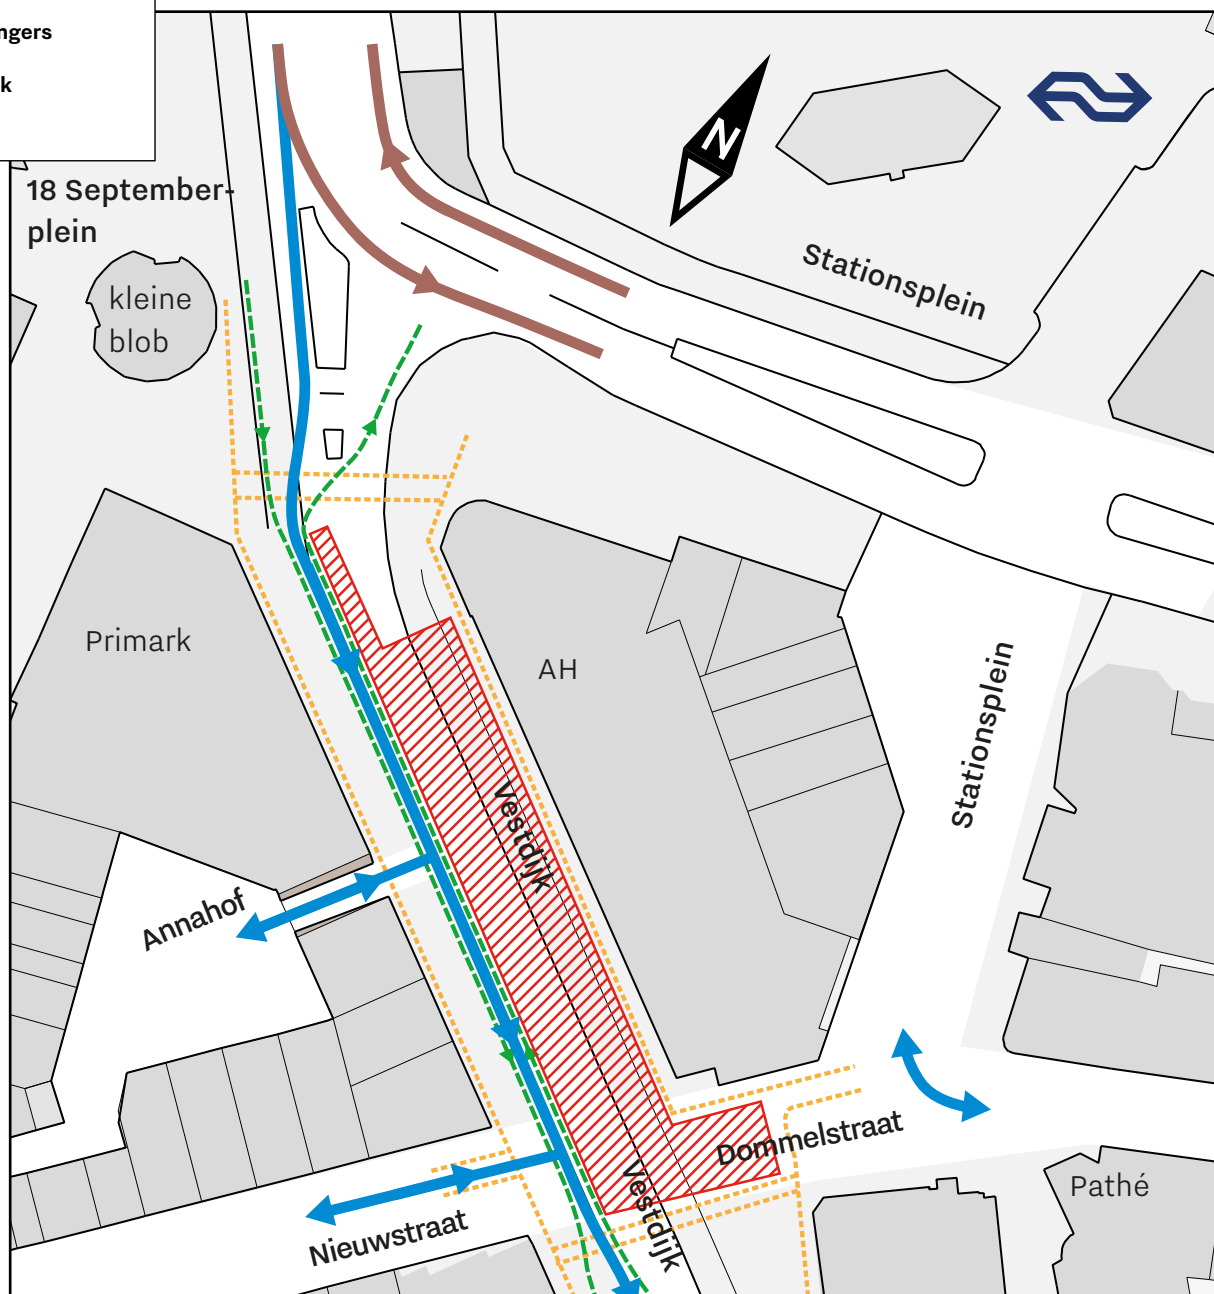 ngers
k
18 September-
plein
kleine
blob
N
Stationsplein
Primark
AH
Stationsplein
Vestdijk
Annahof
Dommelstraat
Vestdijk
Pathé
Nieuwstraat